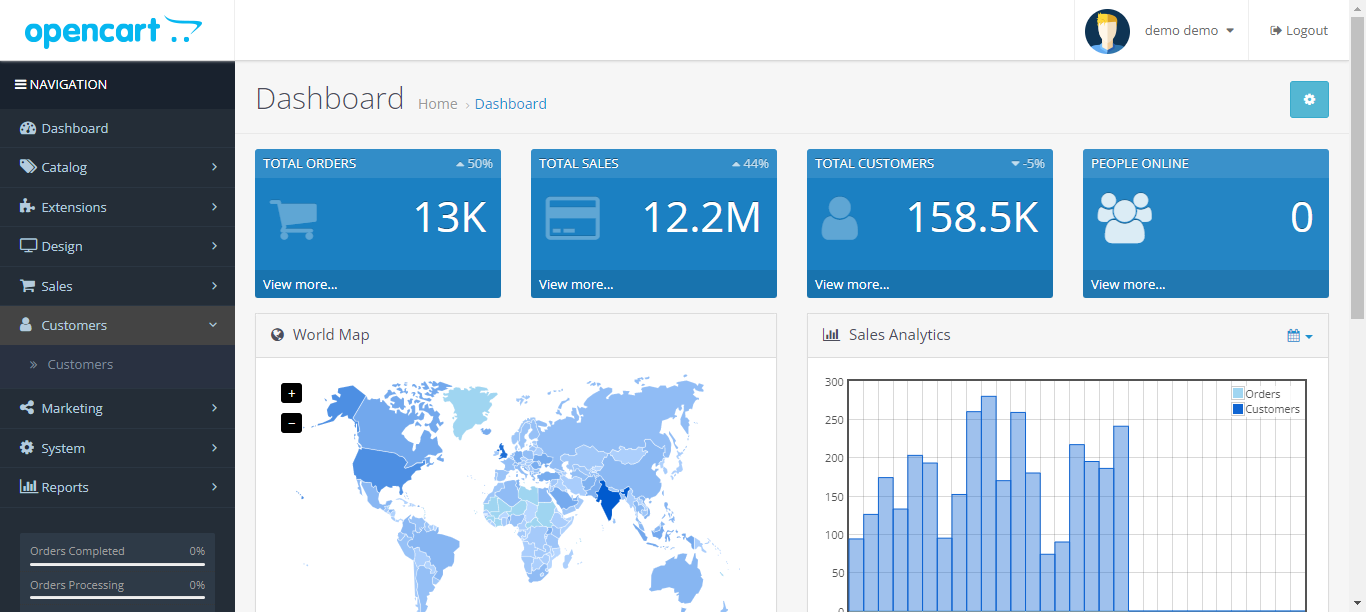 opencart
demo demo
Logout
NAVIGATION
Dashboard
Catalog
Extensions
Design
Sales
Customers
» Customers
Marketing
System
Reports
Orders Completed 0%
Orders Processing 0%
Dashboard Home › Dashboard
TOTAL ORDERS 50%
13K
View more...
TOTAL SALES 44%
12.2M
View more...
TOTAL CUSTOMERS -5%
158.5K
View more...
PEOPLE ONLINE
0
View more...
World Map
+
−
Sales Analytics
300
250
200
150
100
50
0
Orders
Customers